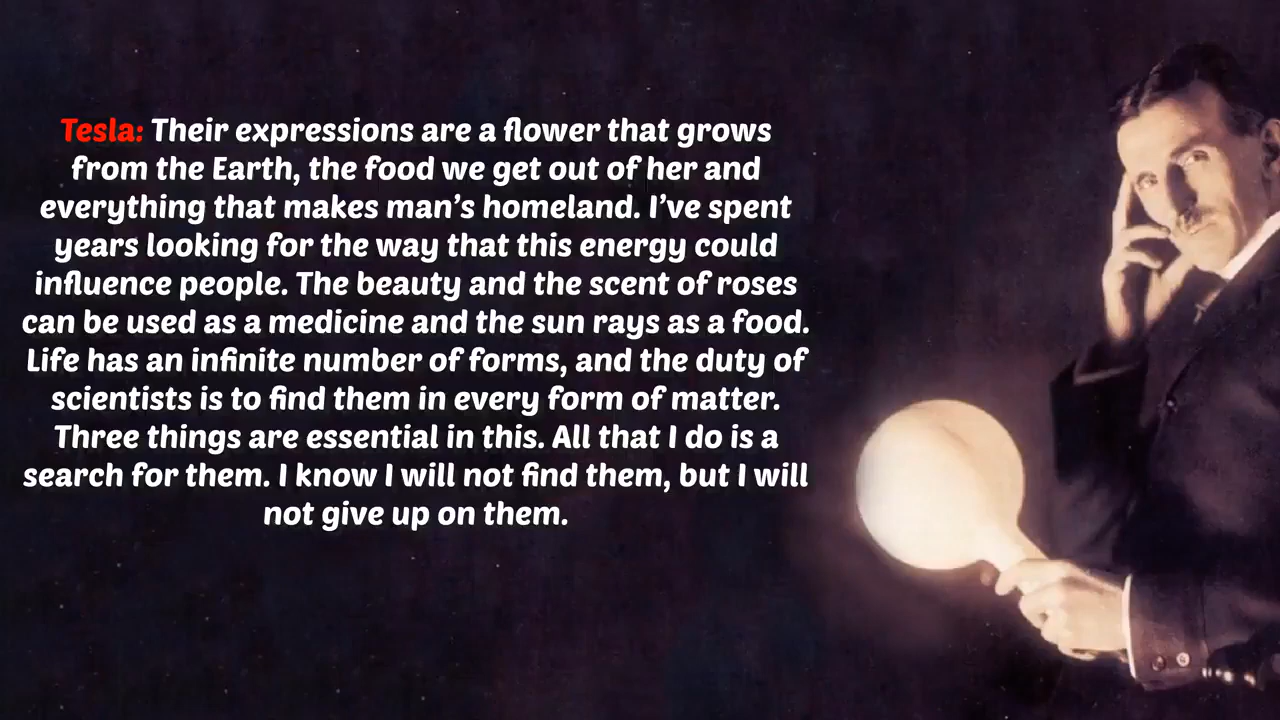 Tesla: Their expressions are a flower that grows
from the Earth, the food we get out of her and
everything that makes man’s homeland. I’ve spent
years looking for the way that this energy could
influence people. The beauty and the scent of roses
can be used as a medicine and the sun rays as a food.
Life has an infinite number of forms, and the duty of
scientists is to find them in every form of matter.
Three things are essential in this. All that I do is a
search for them. I know I will not find them, but I will
not give up on them.